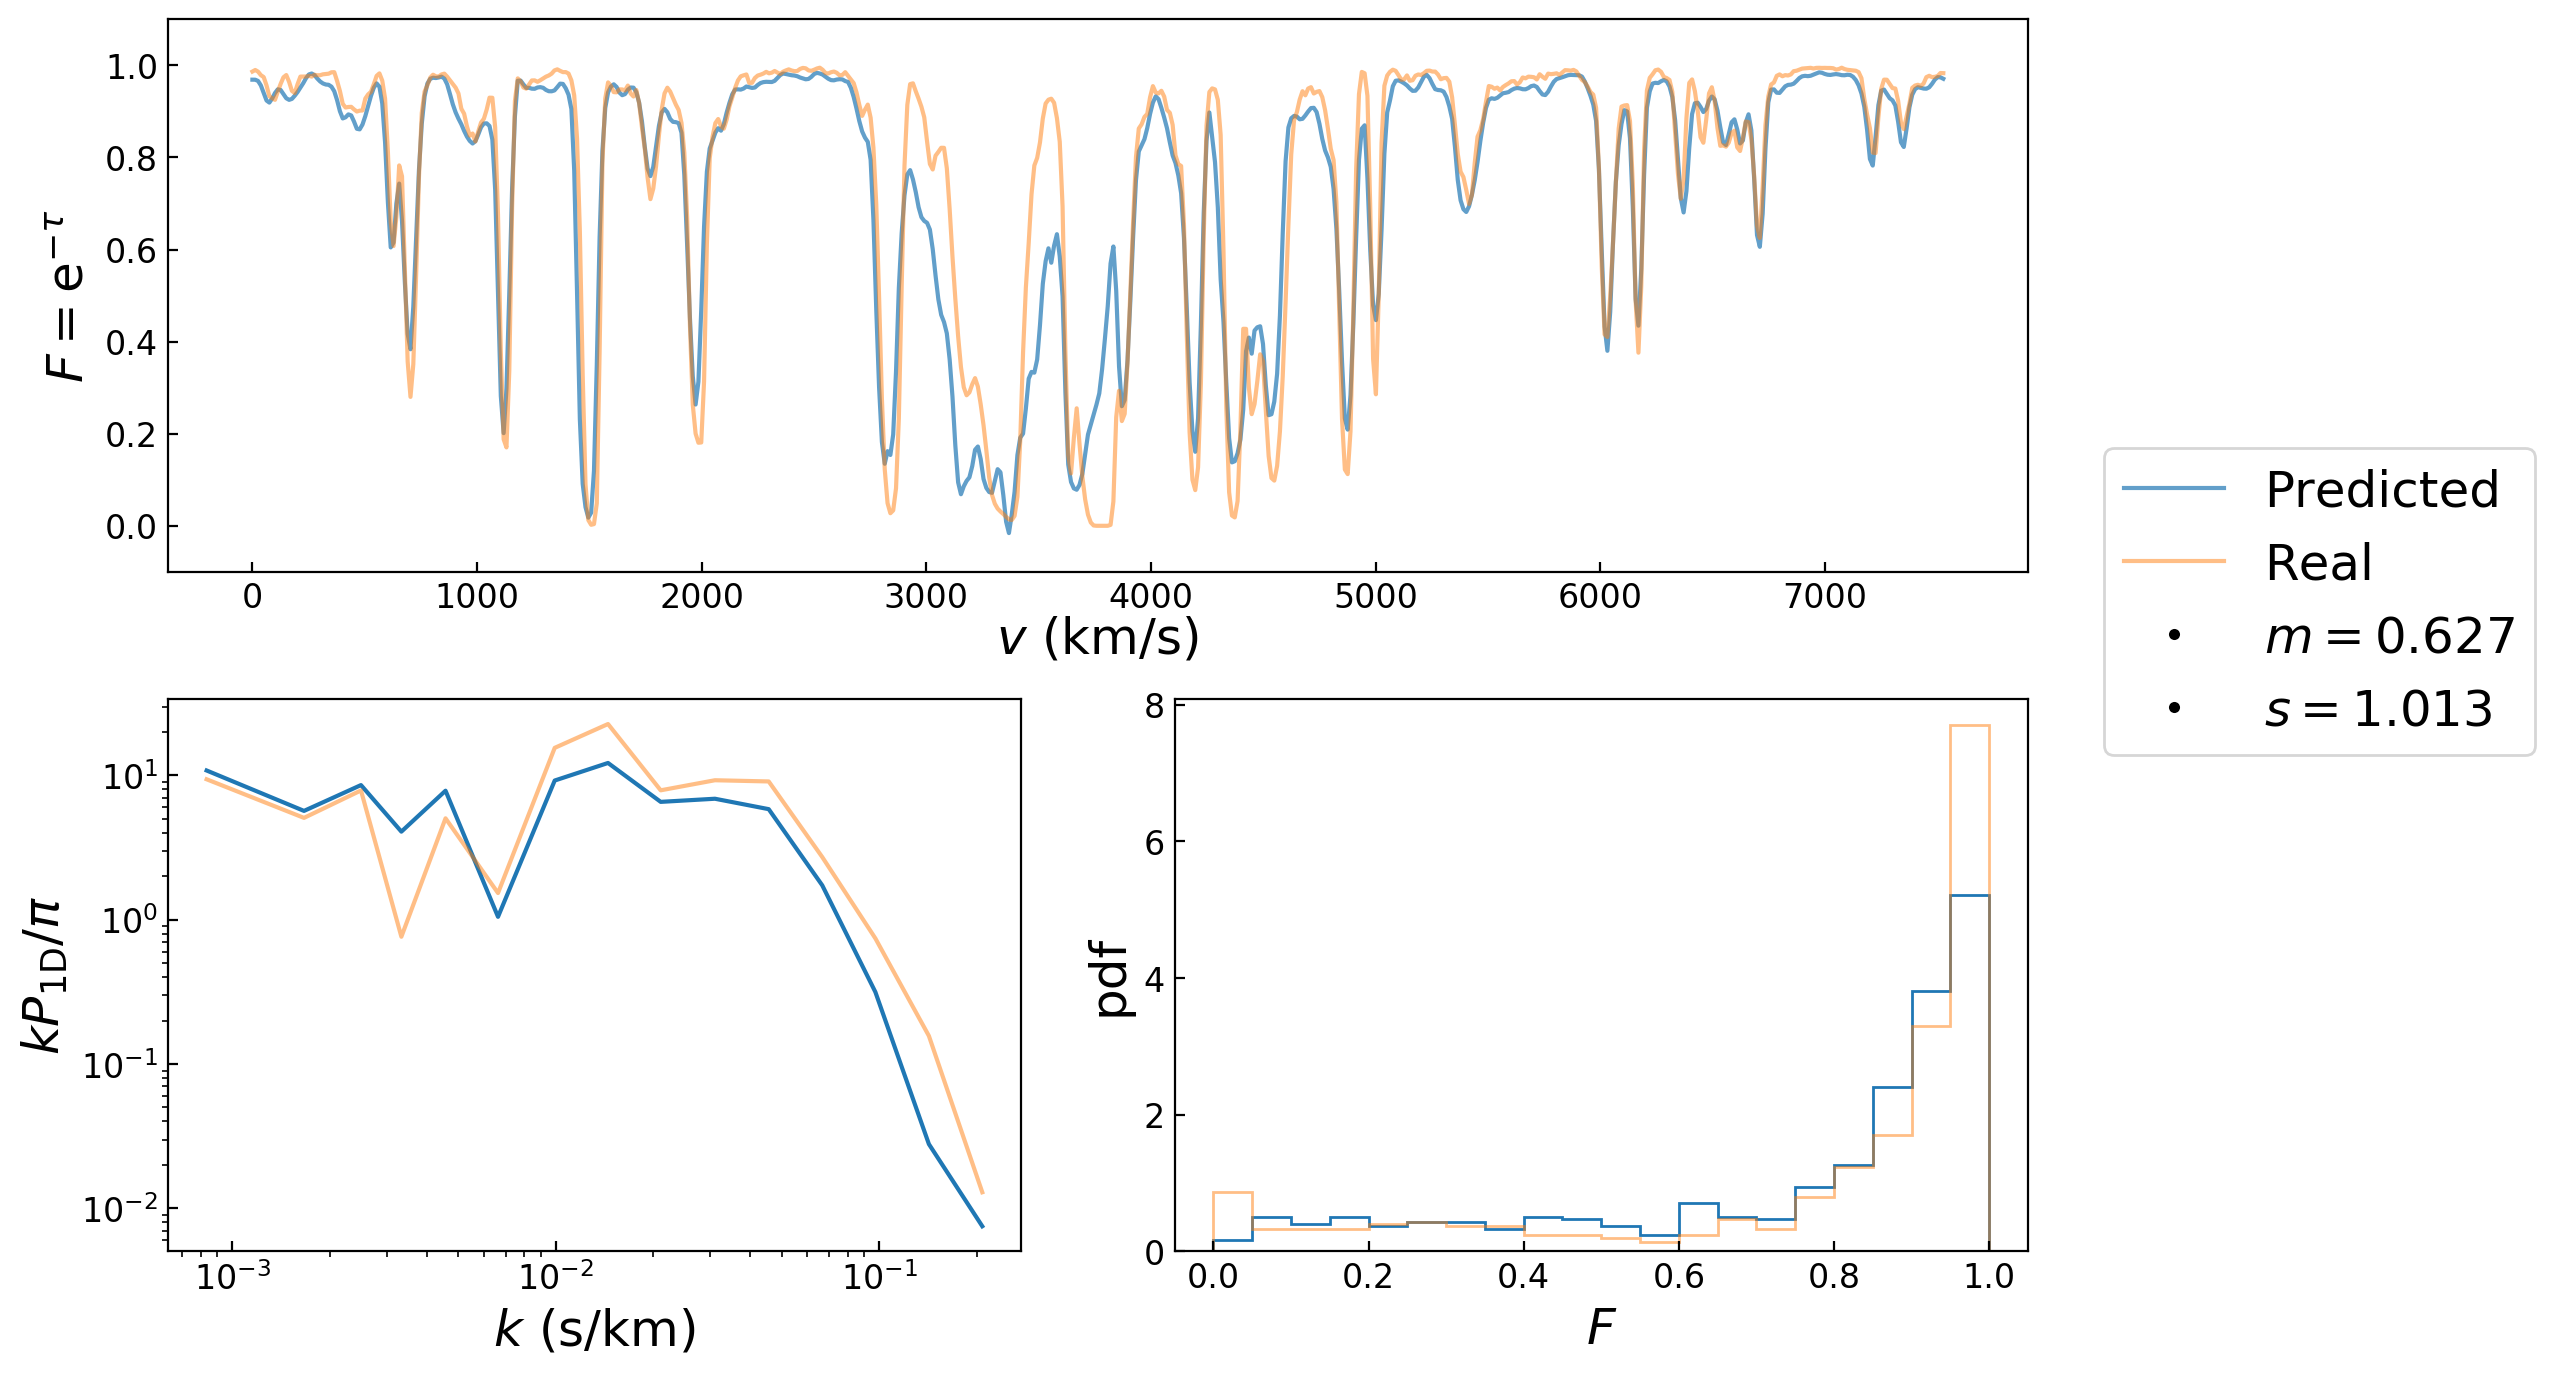 1.0
0.8
0.6
0.4
0.2
0.0
F = e^{-τ}
0 1000 2000 3000 4000 5000 6000 7000
v (km/s)
Predicted
Real
m = 0.627
s = 1.013
10^1
10^0
10^{-1}
10^{-2}
kP_{1D}/π
10^{-3} 10^{-2} 10^{-1}
k (s/km)
8
6
4
2
0
pdf
0.0 0.2 0.4 0.6 0.8 1.0
F